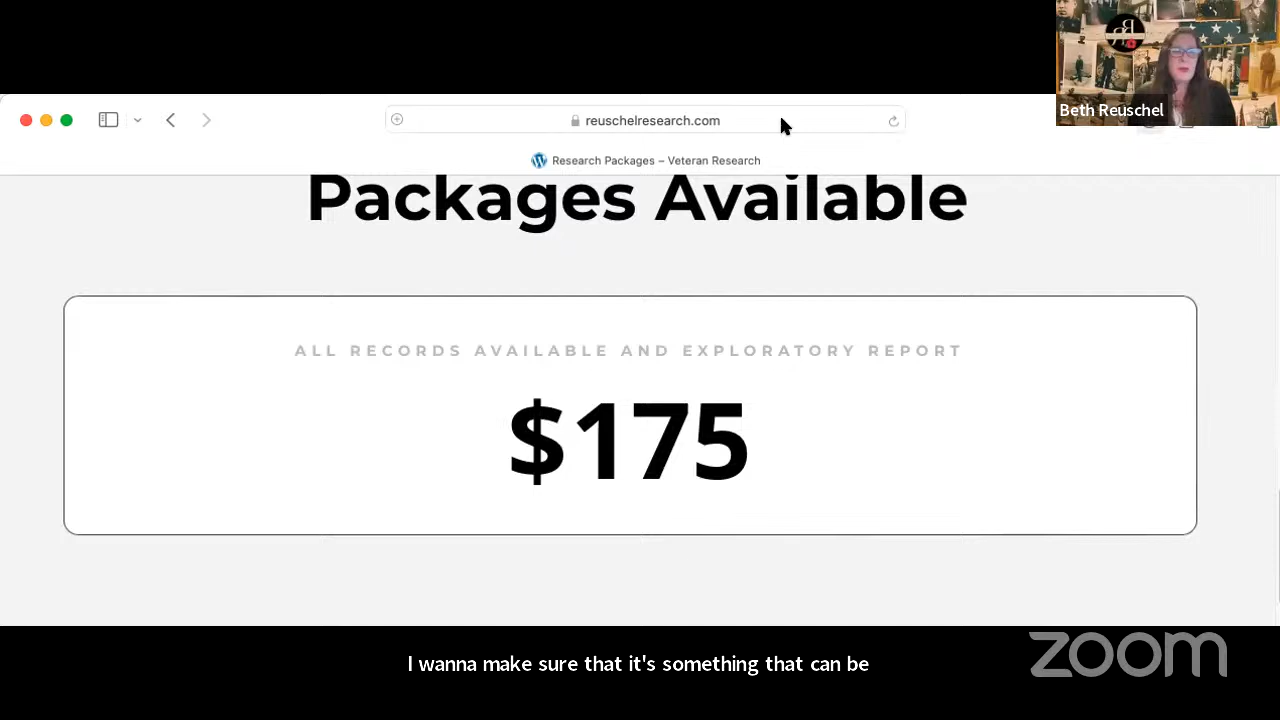 Beth Reuschel
reuschelresearch.com
Research Packages – Veteran Research
Packages Available
ALL RECORDS AVAILABLE AND EXPLORATORY REPORT
$175
I wanna make sure that it's something that can be
zoom